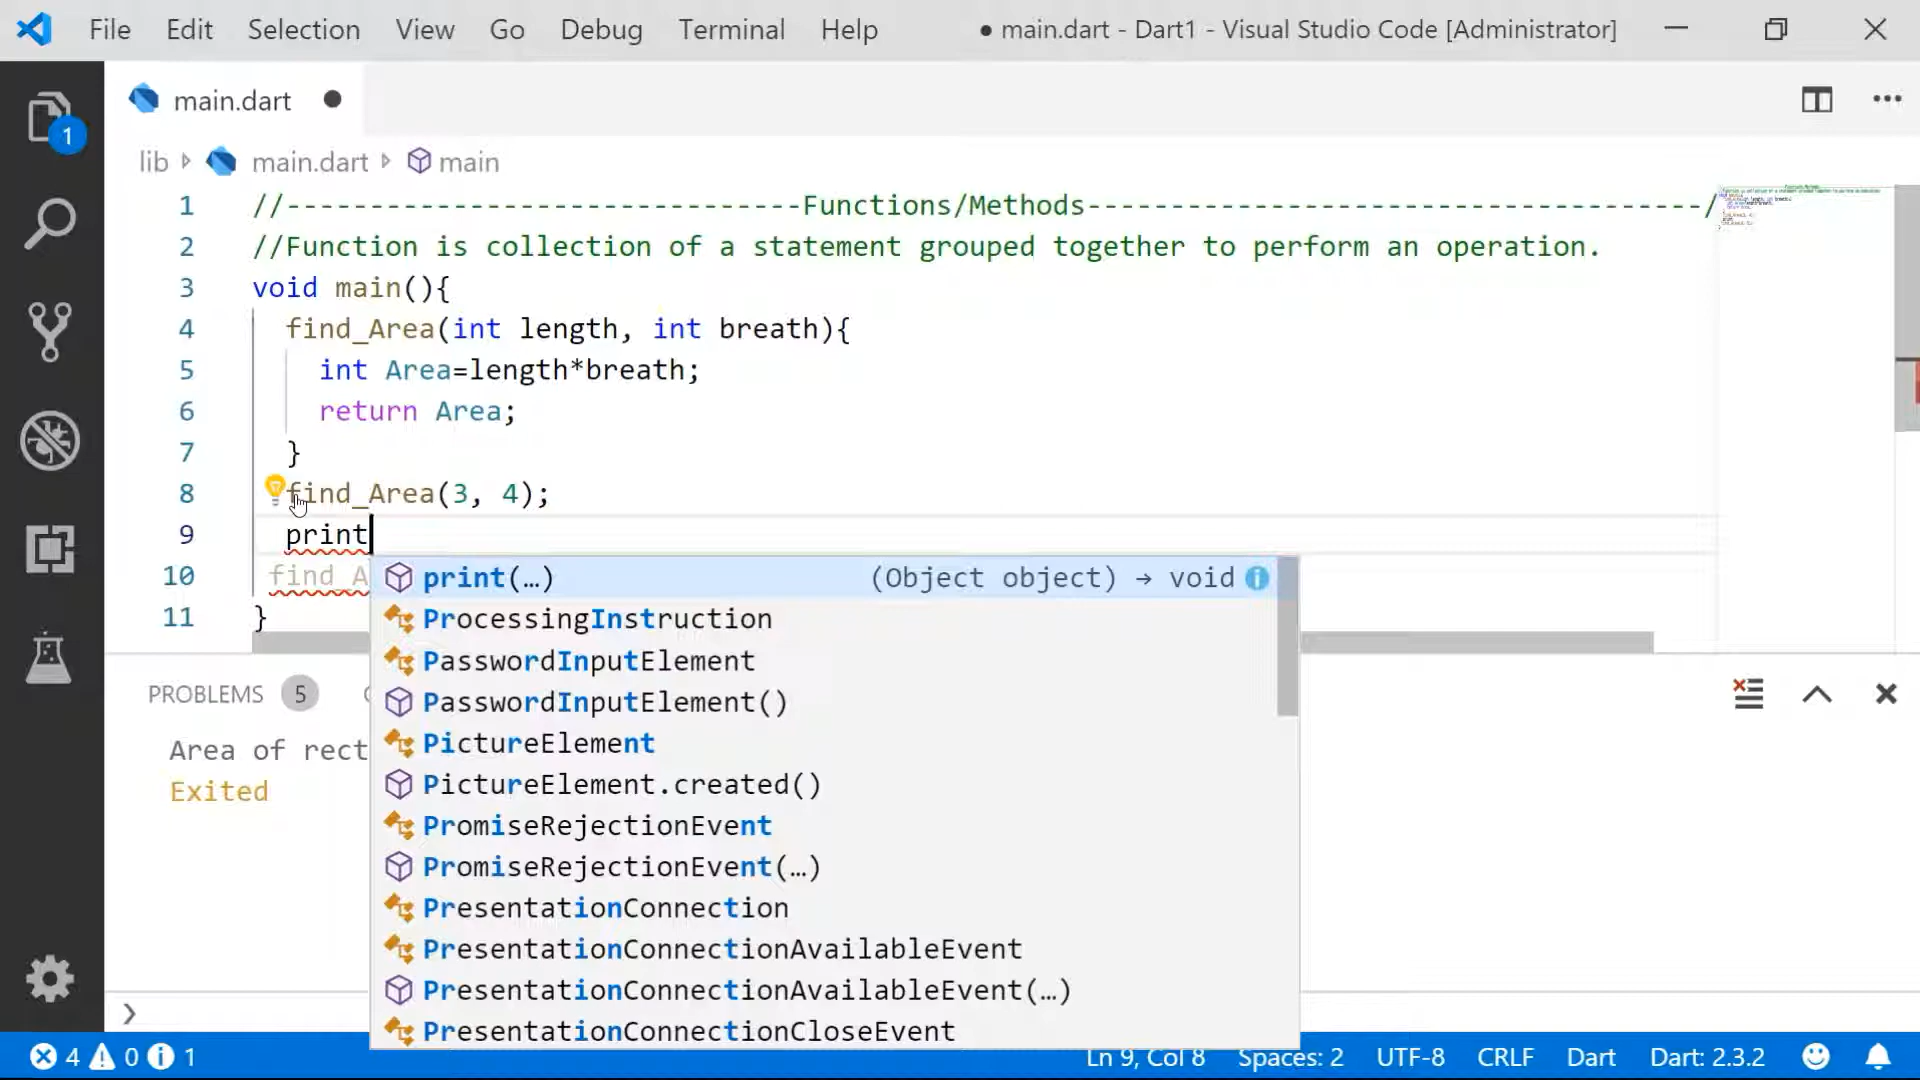 File Edit Selection View Go Debug Terminal Help ● main.dart - Dart1 - Visual Studio Code [Administrator]
1
main.dart ●
lib main.dart main
1 //-------------------------------Functions/Methods-------------------------------------/
2 //Function is collection of a statement grouped together to perform an operation.
3 void main(){
4 find_Area(int length, int breath){
5 int Area=length*breath;
6 return Area;
7 }
8 find_Area(3, 4);
9 print
10 find_A
11 }
print(…) (Object object) → void
ProcessingInstruction
PasswordInputElement
PasswordInputElement()
PictureElement
PictureElement.created()
PromiseRejectionEvent
PromiseRejectionEvent(…)
PresentationConnection
PresentationConnectionAvailableEvent
PresentationConnectionAvailableEvent(…)
PresentationConnectionCloseEvent
PROBLEMS 5
Area of rect
Exited
4 0 1 Ln 9, Col 8 Spaces: 2 UTF-8 CRLF Dart Dart: 2.3.2